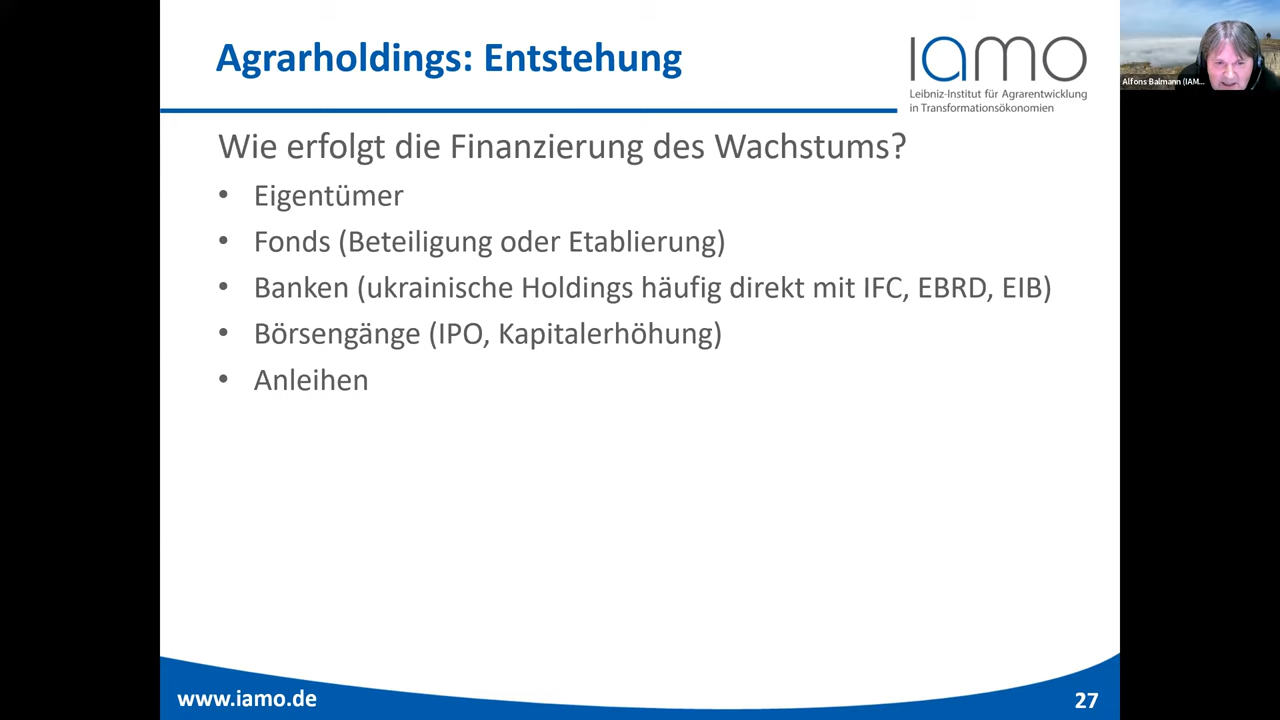 Agrarholdings: Entstehung
iamo
Leibniz-Institut für Agrarentwicklung
in Transformationsökonomien
Alfons Balmann (IAM...
Wie erfolgt die Finanzierung des Wachstums?
• Eigentümer
• Fonds (Beteiligung oder Etablierung)
• Banken (ukrainische Holdings häufig direkt mit IFC, EBRD, EIB)
• Börsengänge (IPO, Kapitalerhöhung)
• Anleihen
www.iamo.de
27